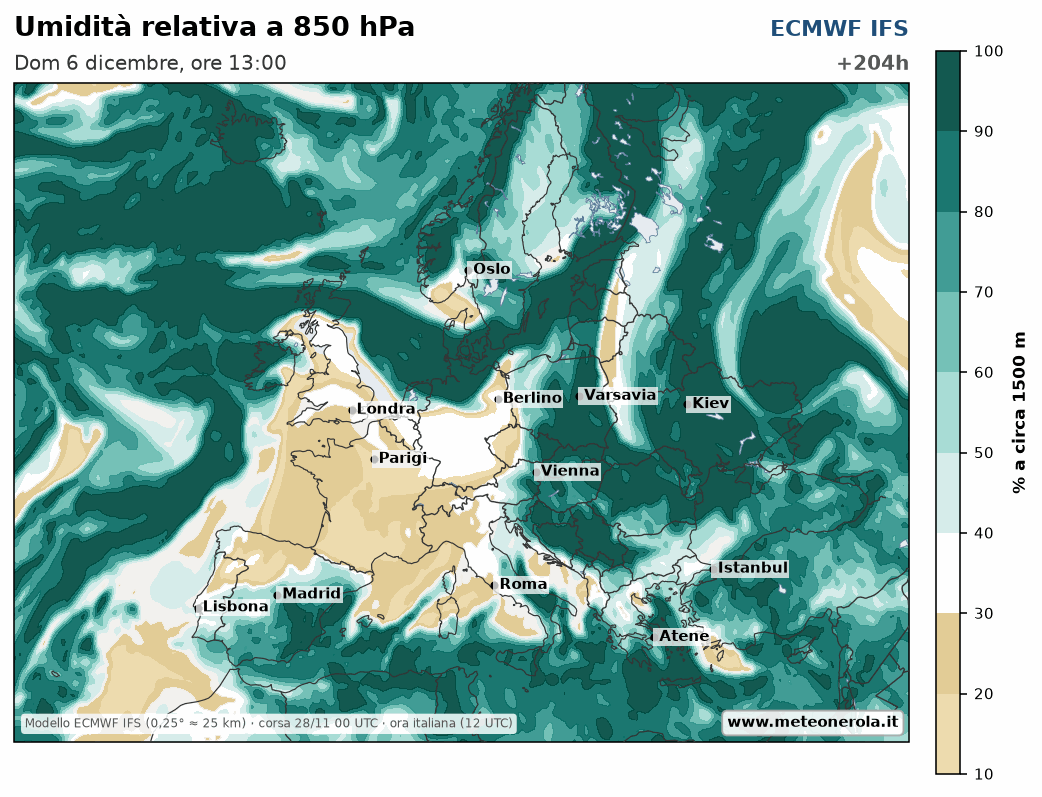 Umidità relativa a 850 hPa
ECMWF IFS
Dom 6 dicembre, ore 13:00
+204h
100
90
80
70
60
50
40
30
20
10
% a circa 1500 m
Oslo
Berlino
Varsavia
Kiev
Londra
Parigi
Vienna
Istanbul
Roma
Madrid
Lisbona
Atene
Modello ECMWF IFS (0,25° ≈ 25 km) · corsa 28/11 00 UTC · ora italiana (12 UTC)
www.meteonerola.it